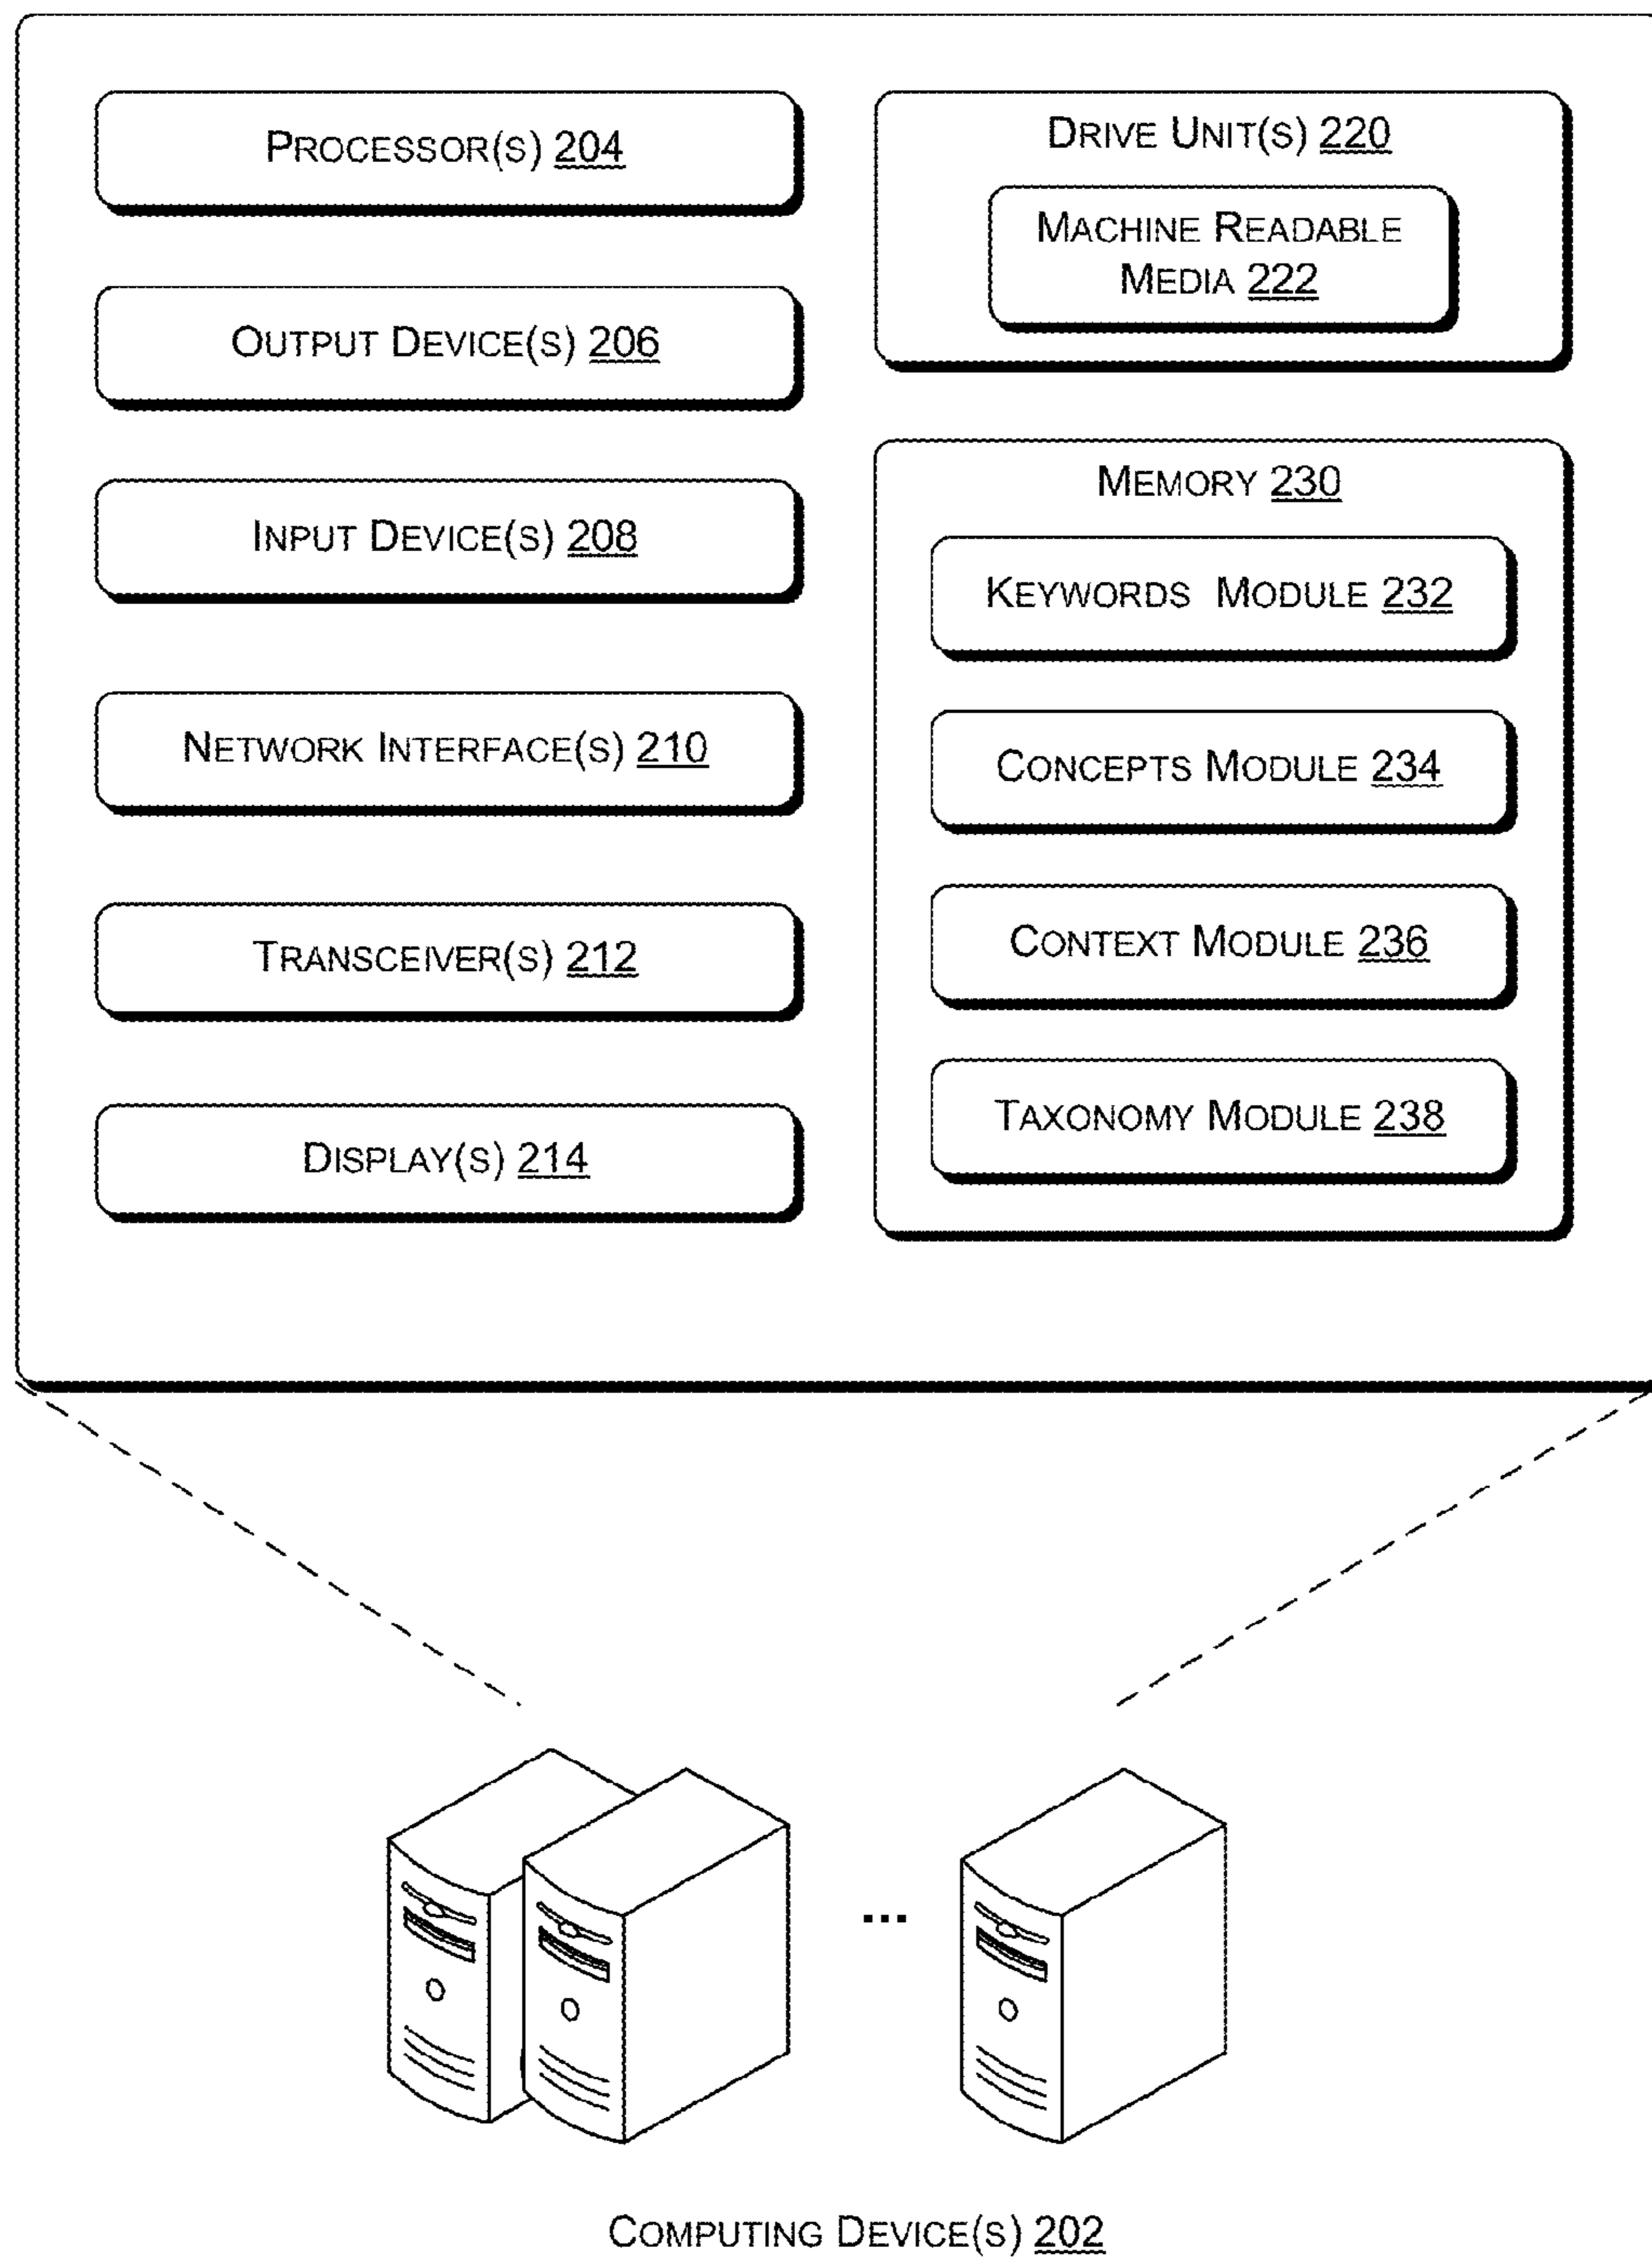 PROCESSOR(S) 204
OUTPUT DEVICE(S) 206
INPUT DEVICE(S) 208
NETWORK INTERFACE(S) 210
TRANSCEIVER(S) 212
DISPLAY(S) 214
DRIVE UNIT(S) 220
MACHINE READABLE
MEDIA 222
MEMORY 230
KEYWORDS MODULE 232
CONCEPTS MODULE 234
CONTEXT MODULE 236
TAXONOMY MODULE 238
...
COMPUTING DEVICE(S) 202